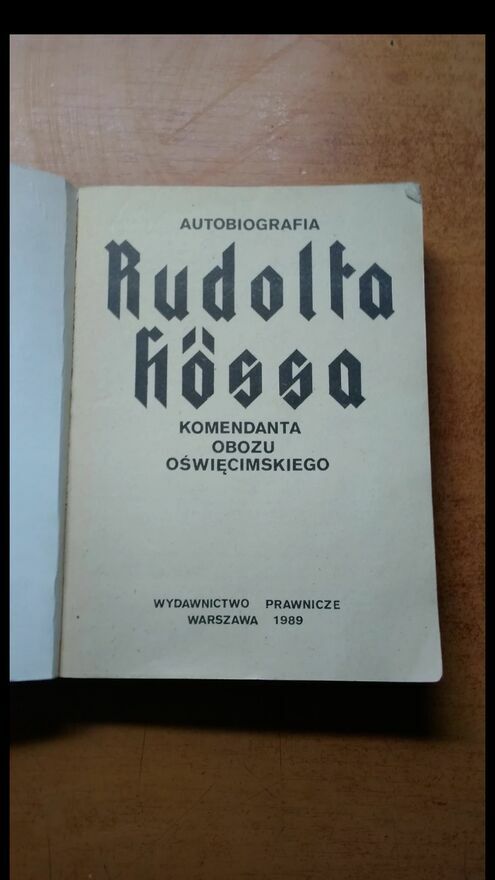 AUTOBIOGRAFIA
Rudolfa
Hössa
KOMENDANTA
OBOZU
OŚWIĘCIMSKIEGO
WYDAWNICTWO PRAWNICZE
WARSZAWA 1989